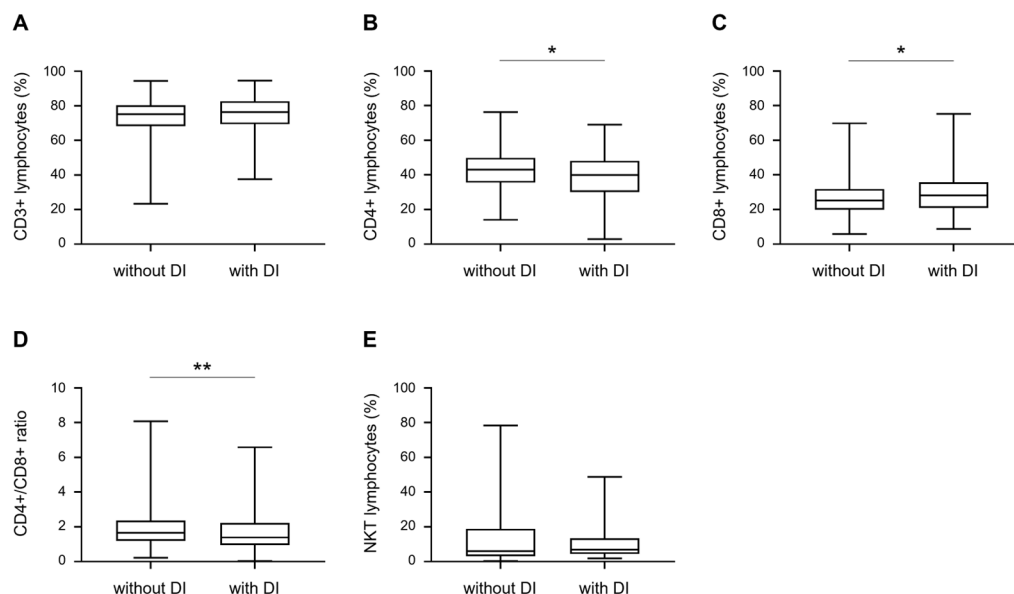 A
CD3+ lymphocytes (%)
100
80
60
40
20
0
without DI
with DI
B
*
CD4+ lymphocytes (%)
100
80
60
40
20
0
without DI
with DI
C
*
CD8+ lymphocytes (%)
100
80
60
40
20
0
without DI
with DI
D
**
CD4+/CD8+ ratio
10
8
6
4
2
0
without DI
with DI
E
NKT lymphocytes (%)
100
80
60
40
20
0
without DI
with DI